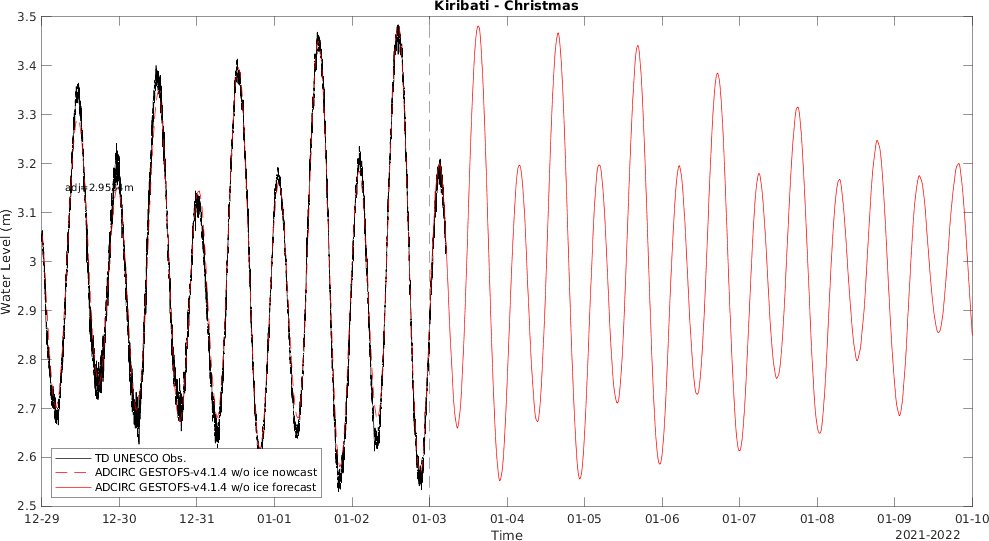 Kiribati - Christmas
3.5
3.4
3.3
3.2
3.1
3
2.9
2.8
2.7
2.6
2.5
Water Level (m)
TD UNESCO Obs.
ADCIRC GESTOFS-v4.1.4 w/o ice nowcast
ADCIRC GESTOFS-v4.1.4 w/o ice forecast
12-29 12-30 12-31 01-01 01-02 01-03 01-04 01-05 01-06 01-07 01-08 01-09 01-10
Time
2021-2022